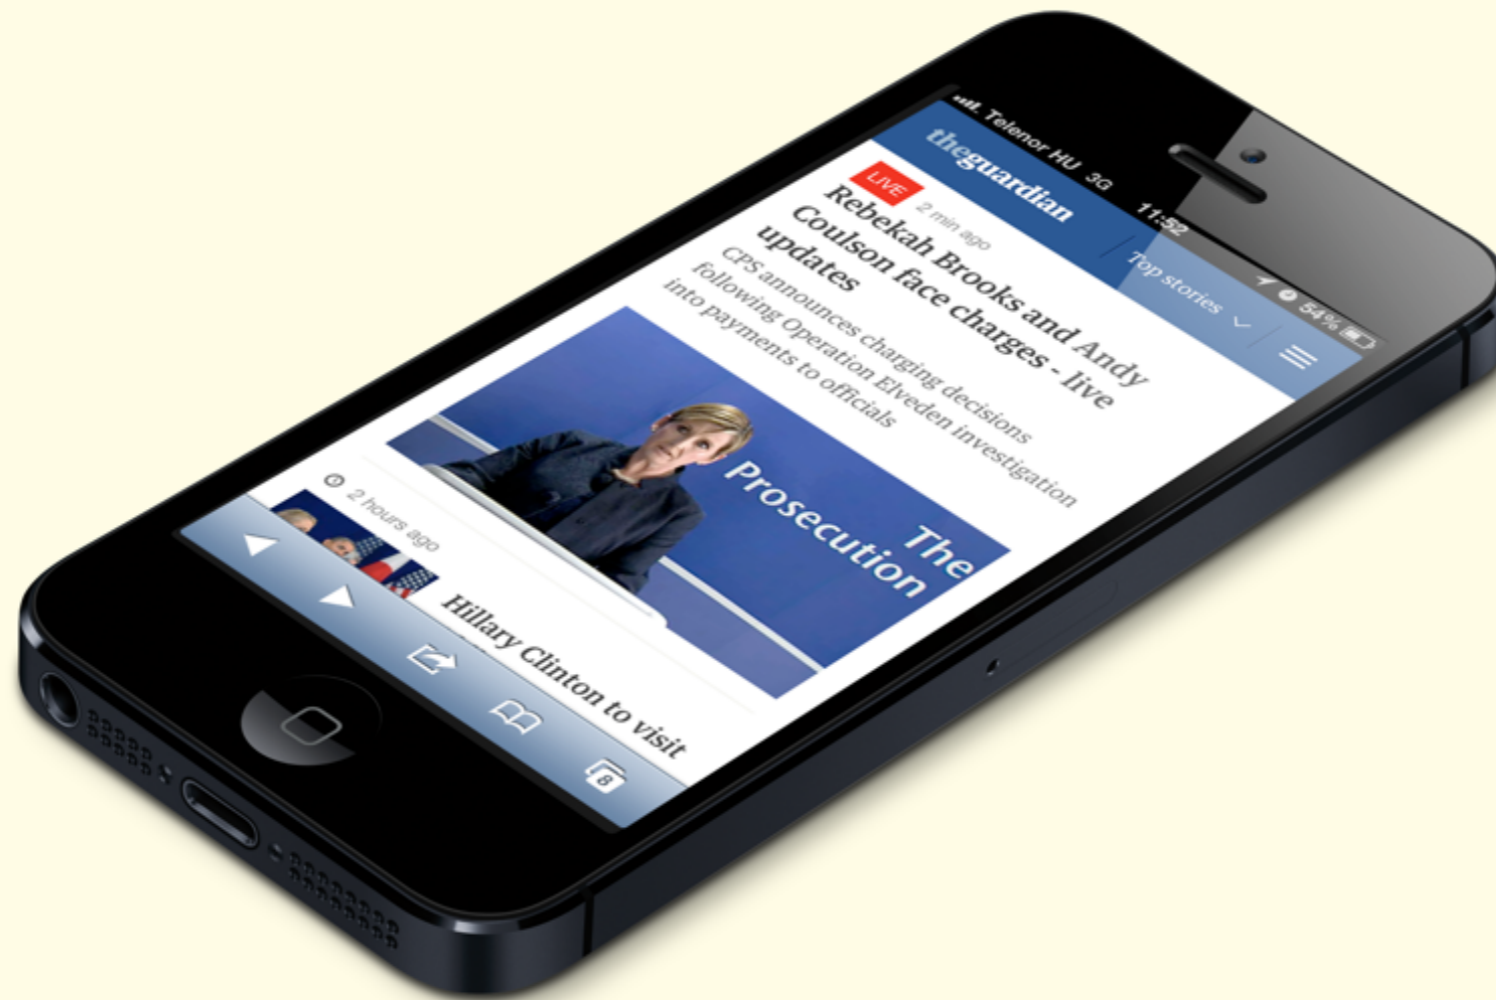 Telenor HU 3G 11:52 54%
theguardian Top stories
LIVE 2 min ago
Rebekah Brooks and Andy
Coulson face charges - live
updates
CPS announces charging decisions
following Operation Elveden investigation
into payments to officials
The
Prosecution
2 hours ago
Hillary Clinton to visit
8